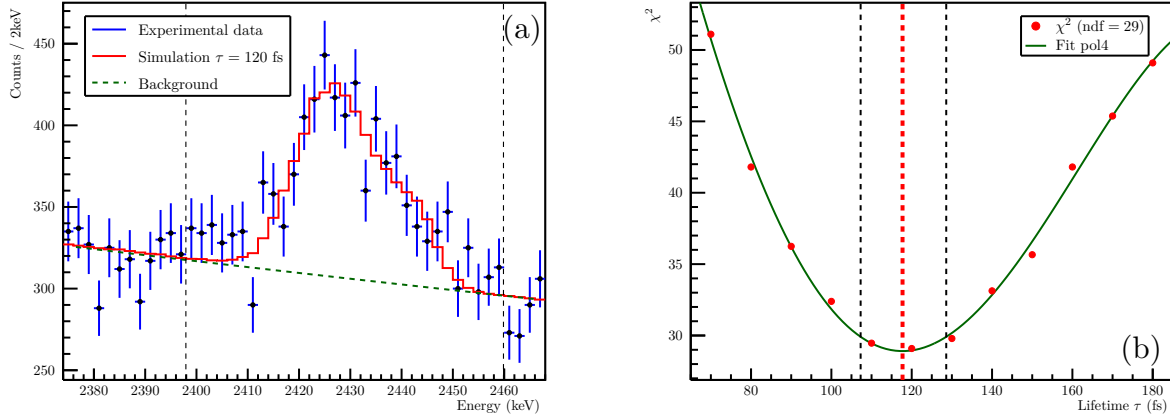 (a)
Experimental data
Simulation τ = 120 fs
Background
Counts / 2keV
450
400
350
300
250
2380 2390 2400 2410 2420 2430 2440 2450 2460
Energy (keV)
χ²
χ² (ndf = 29)
Fit pol4
50
45
40
35
30
(b)
80 100 120 140 160 180
Lifetime τ (fs)